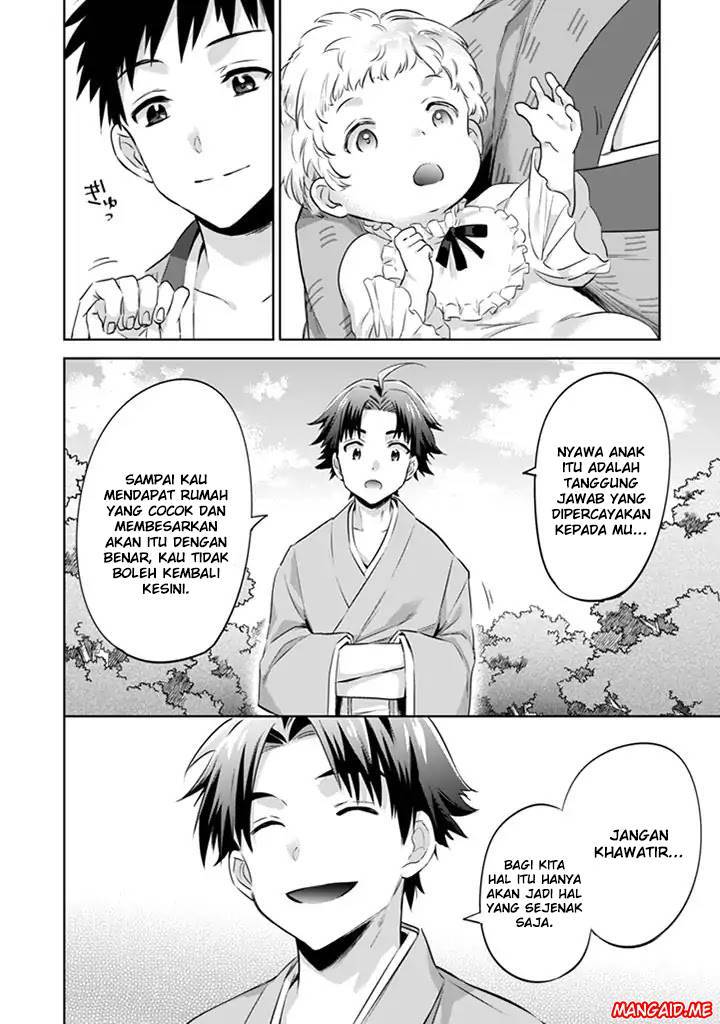 ぎゅっ
NYAWA ANAK
ITU ADALAH
TANGGUNG
JAWAB YANG
DIPERCAYAKAN
KEPADA MU...
SAMPAI KAU
MENDAPAT RUMAH
YANG COCOK DAN
MEMBESARKAN
AKAN ITU DENGAN
BENAR, KAU TIDAK
BOLEH KEMBALI
KESINI.
JANGAN
KHAWATIR...
BAGI KITA
HAL ITU HANYA
AKAN JADI HAL
YANG SEJENAK
SAJA.
MANGAID.ME